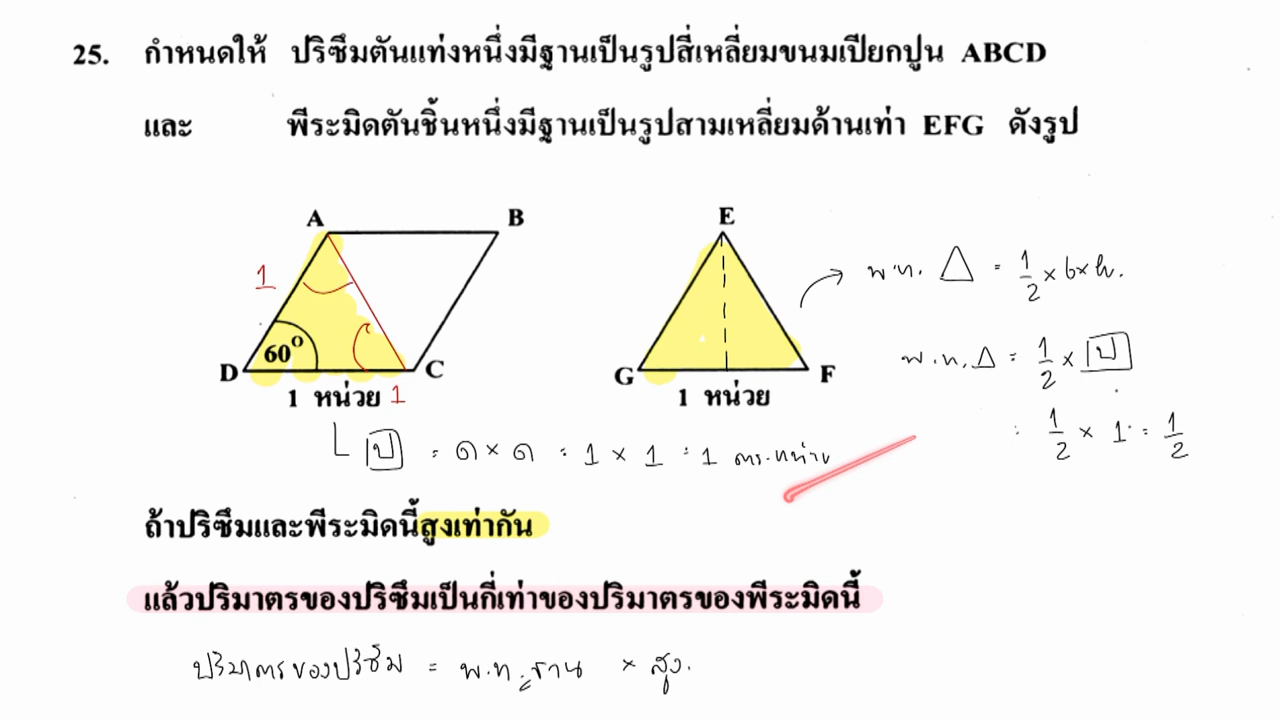 25. กำหนดให้ ปริซึมตันแท่งหนึ่งมีฐานเป็นรูปสี่เหลี่ยมขนมเปียกปูน ABCD
และ พีระมิดตันชิ้นหนึ่งมีฐานเป็นรูปสามเหลี่ยมด้านเท่า EFG ดังรูป
A B E
1 พ.ท. △ = 1/2 × b × h.
60° พ.ท. △ = 1/2 ×
D C G F
1 หน่วย 1 1 หน่วย
: 1/2 × 1 = 1/2
= ด × ด = 1 × 1 = 1 ตร.หน่วย
ถ้าปริซึมและพีระมิดนี้สูงเท่ากัน
แล้วปริมาตรของปริซึมเป็นกี่เท่าของปริมาตรของพีระมิดนี้
ปริมาตรของปริซึม = พ.ท.ฐาน × สูง.